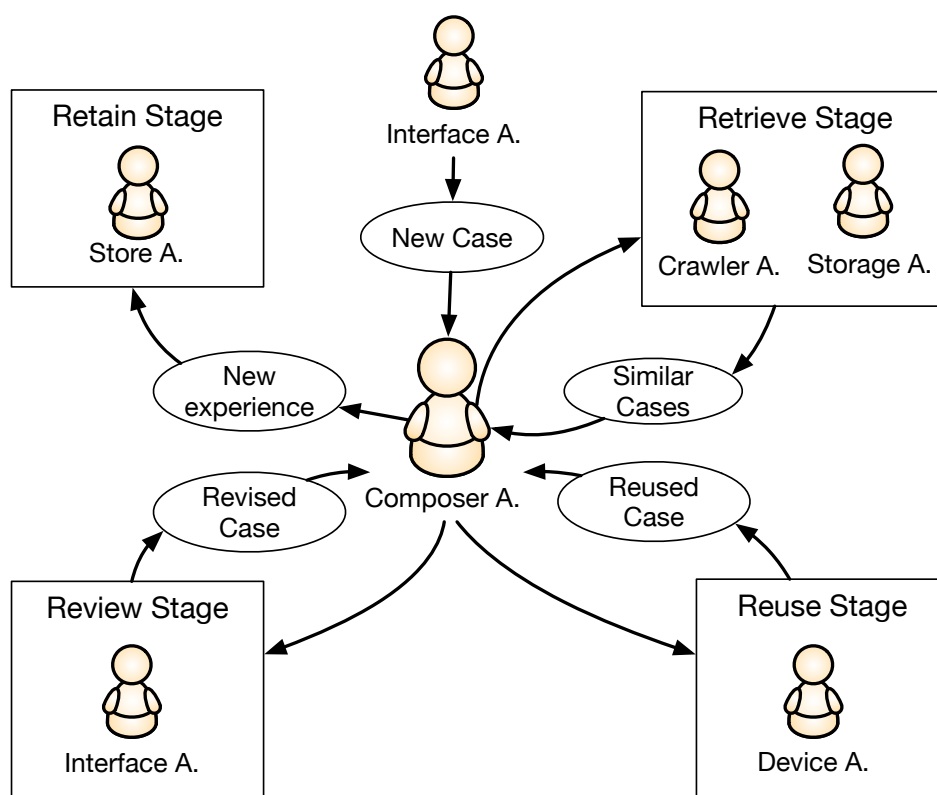 Interface A.
Retain Stage
Store A.
Retrieve Stage
Crawler A.
Storage A.
New Case
New
experience
Similar
Cases
Composer A.
Revised
Case
Reused
Case
Review Stage
Interface A.
Reuse Stage
Device A.